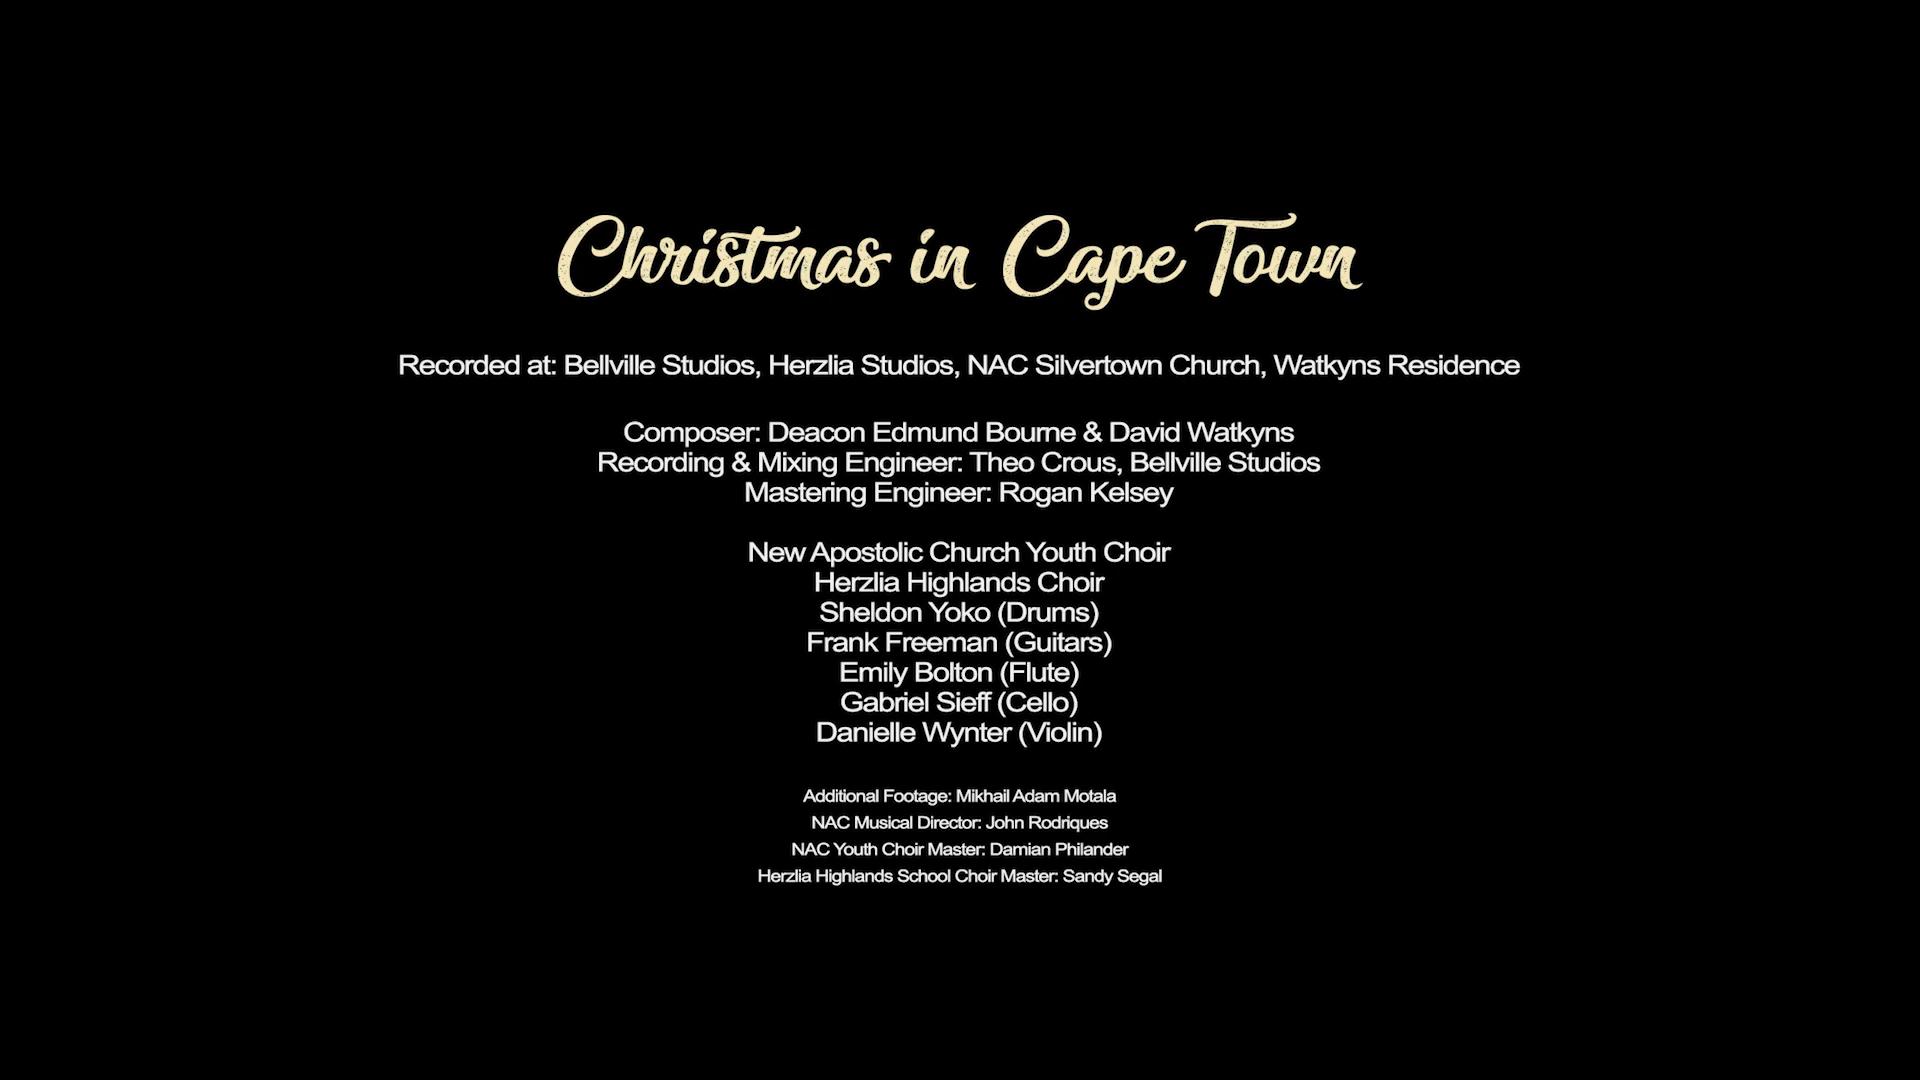 Christmas in Cape Town
Recorded at: Bellville Studios, Herzlia Studios, NAC Silvertown Church, Watkyns Residence
Composer: Deacon Edmund Bourne & David Watkyns
Recording & Mixing Engineer: Theo Crous, Bellville Studios
Mastering Engineer: Rogan Kelsey
New Apostolic Church Youth Choir
Herzlia Highlands Choir
Sheldon Yoko (Drums)
Frank Freeman (Guitars)
Emily Bolton (Flute)
Gabriel Sieff (Cello)
Danielle Wynter (Violin)
Additional Footage: Mikhail Adam Motala
NAC Musical Director: John Rodriques
NAC Youth Choir Master: Damian Philander
Herzlia Highlands School Choir Master: Sandy Segal